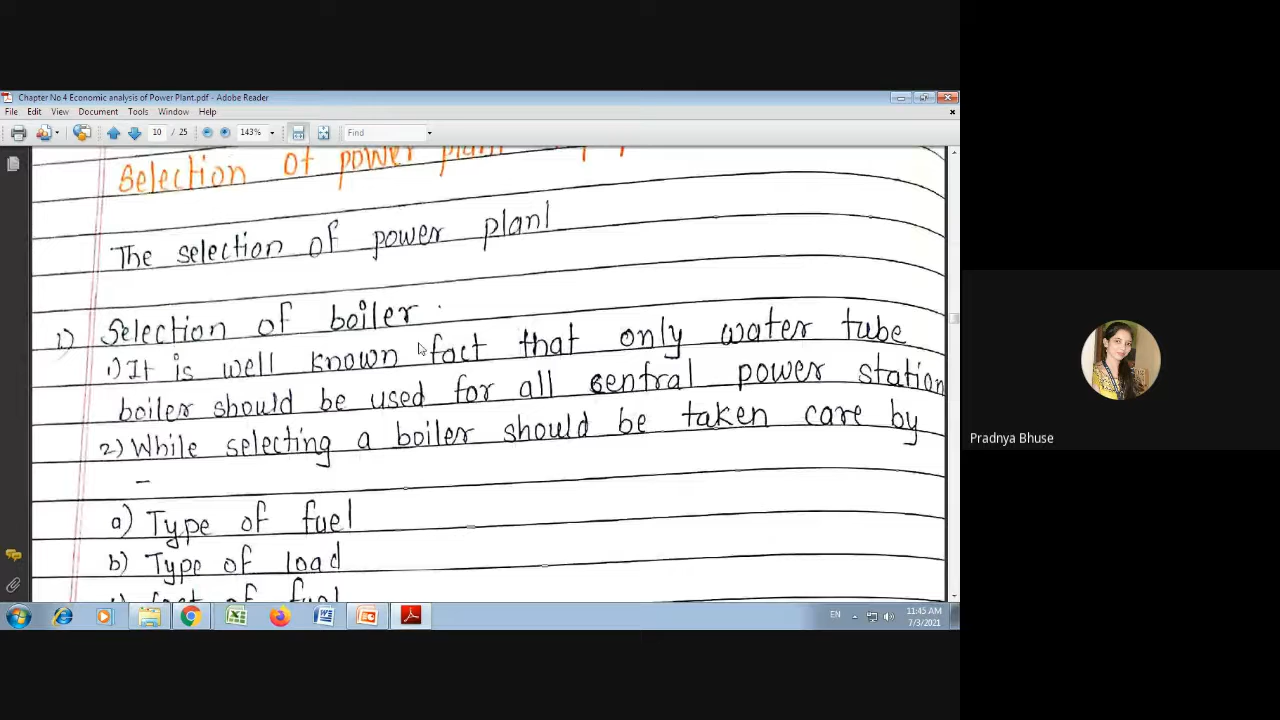 Chapter No 4 Economic analysis of Power Plant.pdf - Adobe Reader
File Edit View Document Tools Window Help
10 / 25 143% Find
Selection of power plant
The selection of power plant
1) Selection of boiler.
1) It is well known fact that only water tube
boiler should be used for all central power station
2) While selecting a boiler should be taken care by
-
a) Type of fuel
b) Type of load
Cost of fuel
EN 11:45 AM
7/3/2021
Pradnya Bhuse